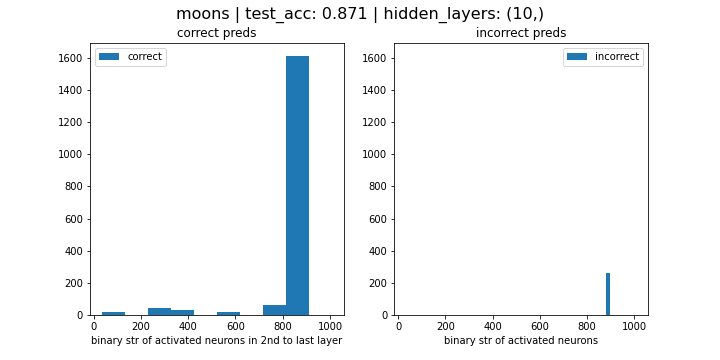 moons | test_acc: 0.871 | hidden_layers: (10,)
correct preds
correct
1600
1400
1200
1000
800
600
400
200
0
0 200 400 600 800 1000
binary str of activated neurons in 2nd to last layer
incorrect preds
incorrect
1600
1400
1200
1000
800
600
400
200
0
0 200 400 600 800 1000
binary str of activated neurons